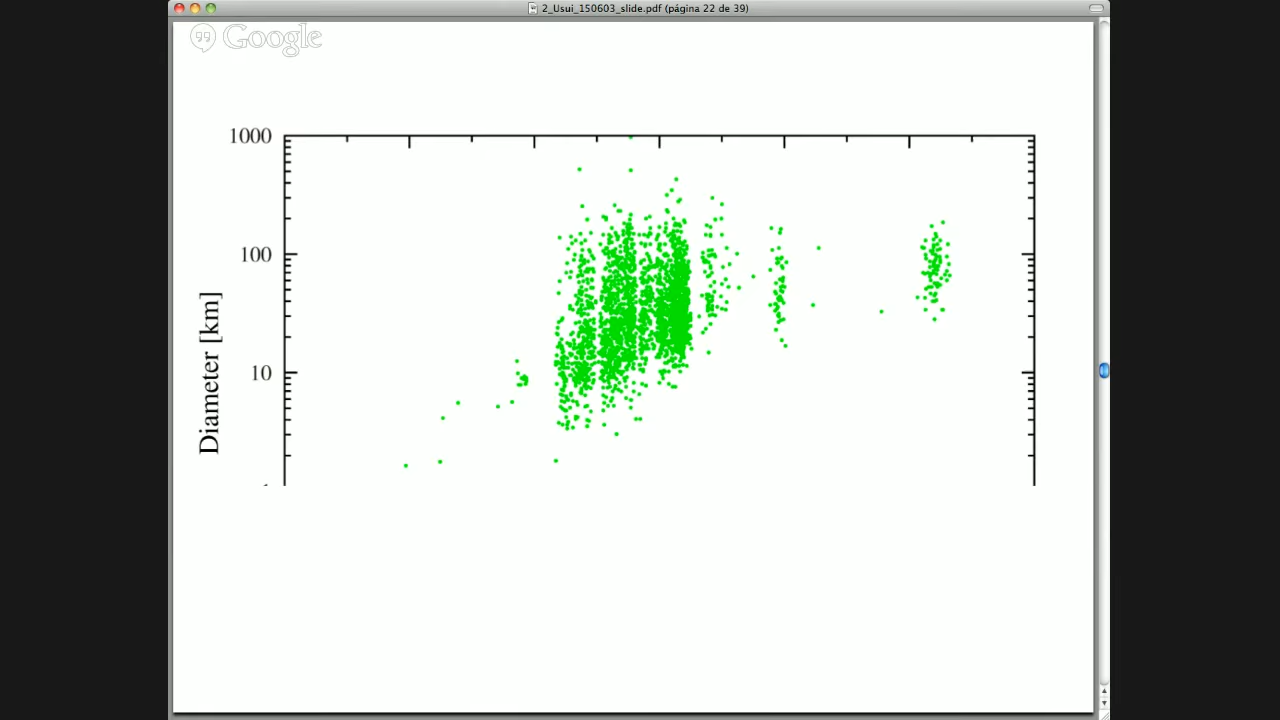 2_Usui_150603_slide.pdf (página 22 de 39)
Google
1000
100
10
Diameter [km]